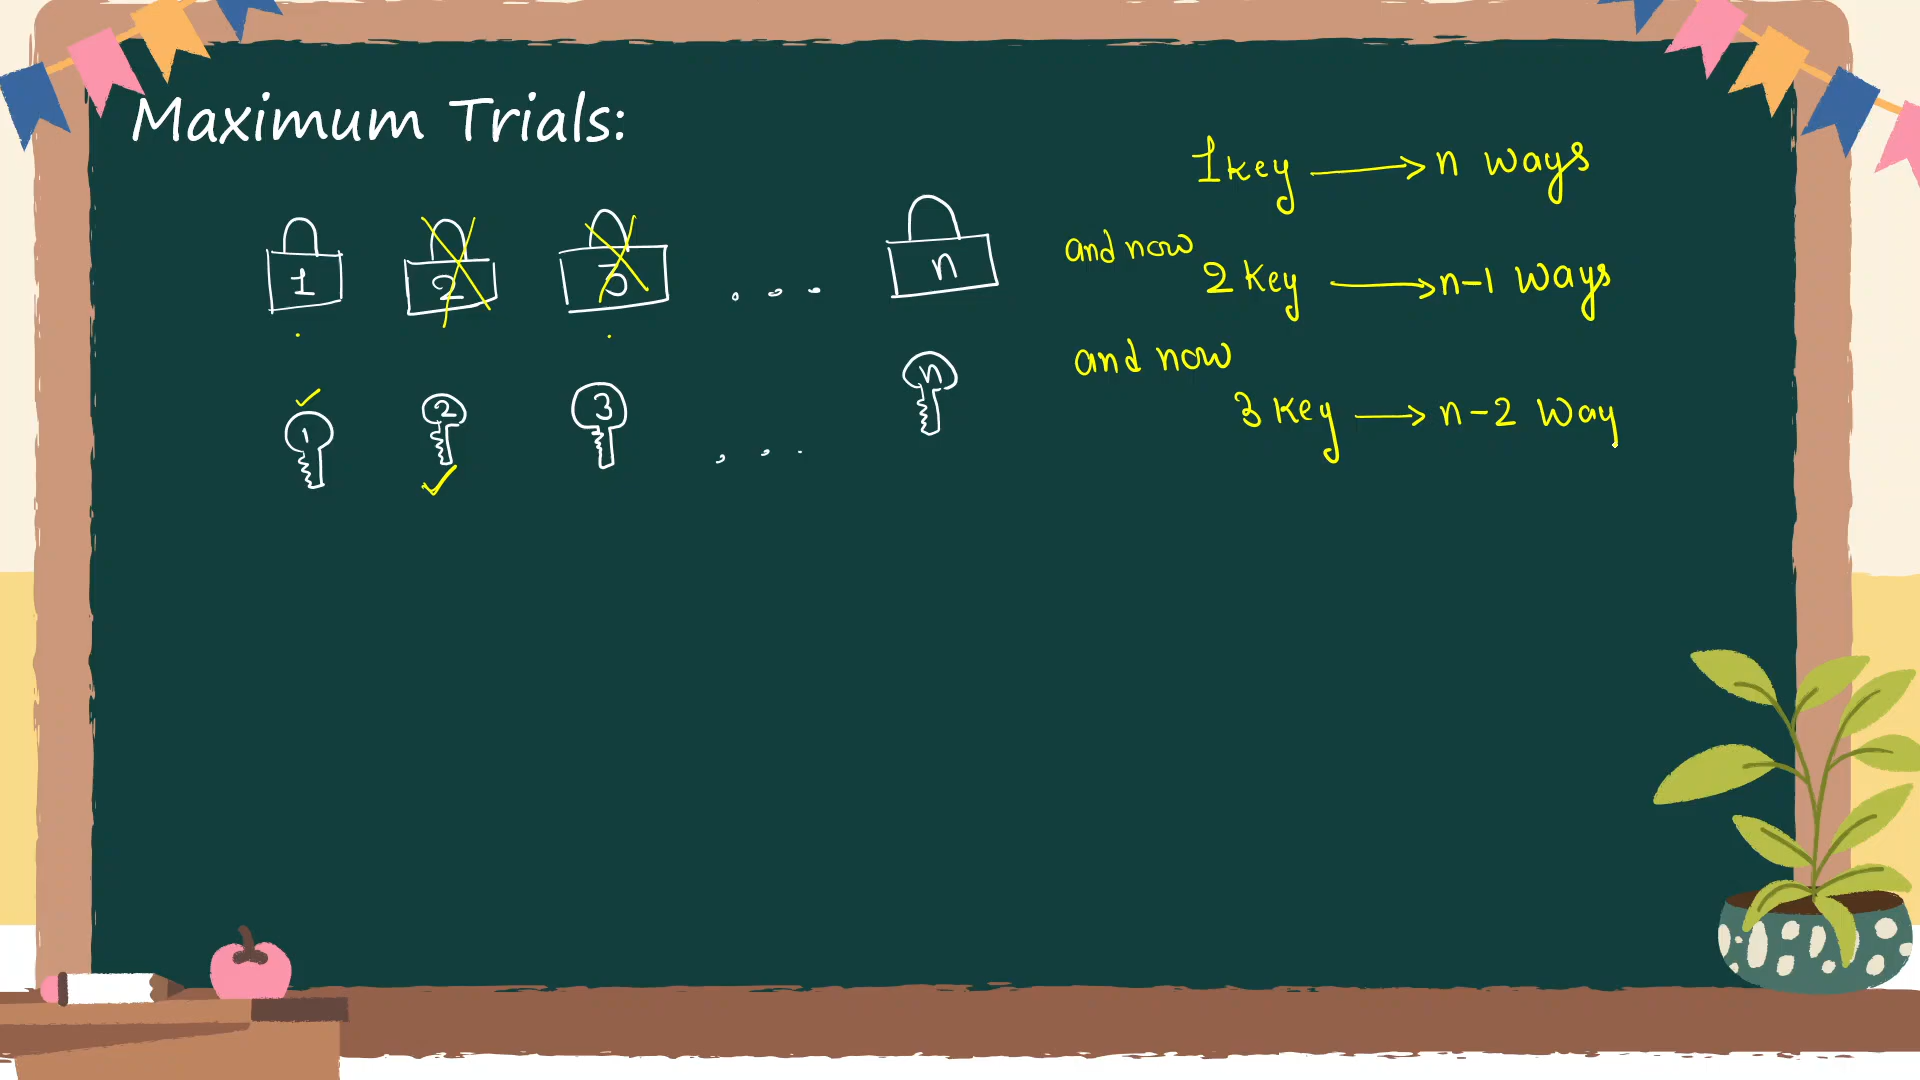 Maximum Trials:
1 key → n ways
and now
2 key → n-1 ways
and now
3 key → n-2 way
1 2 3 . . . n
1 2 3 . . . n